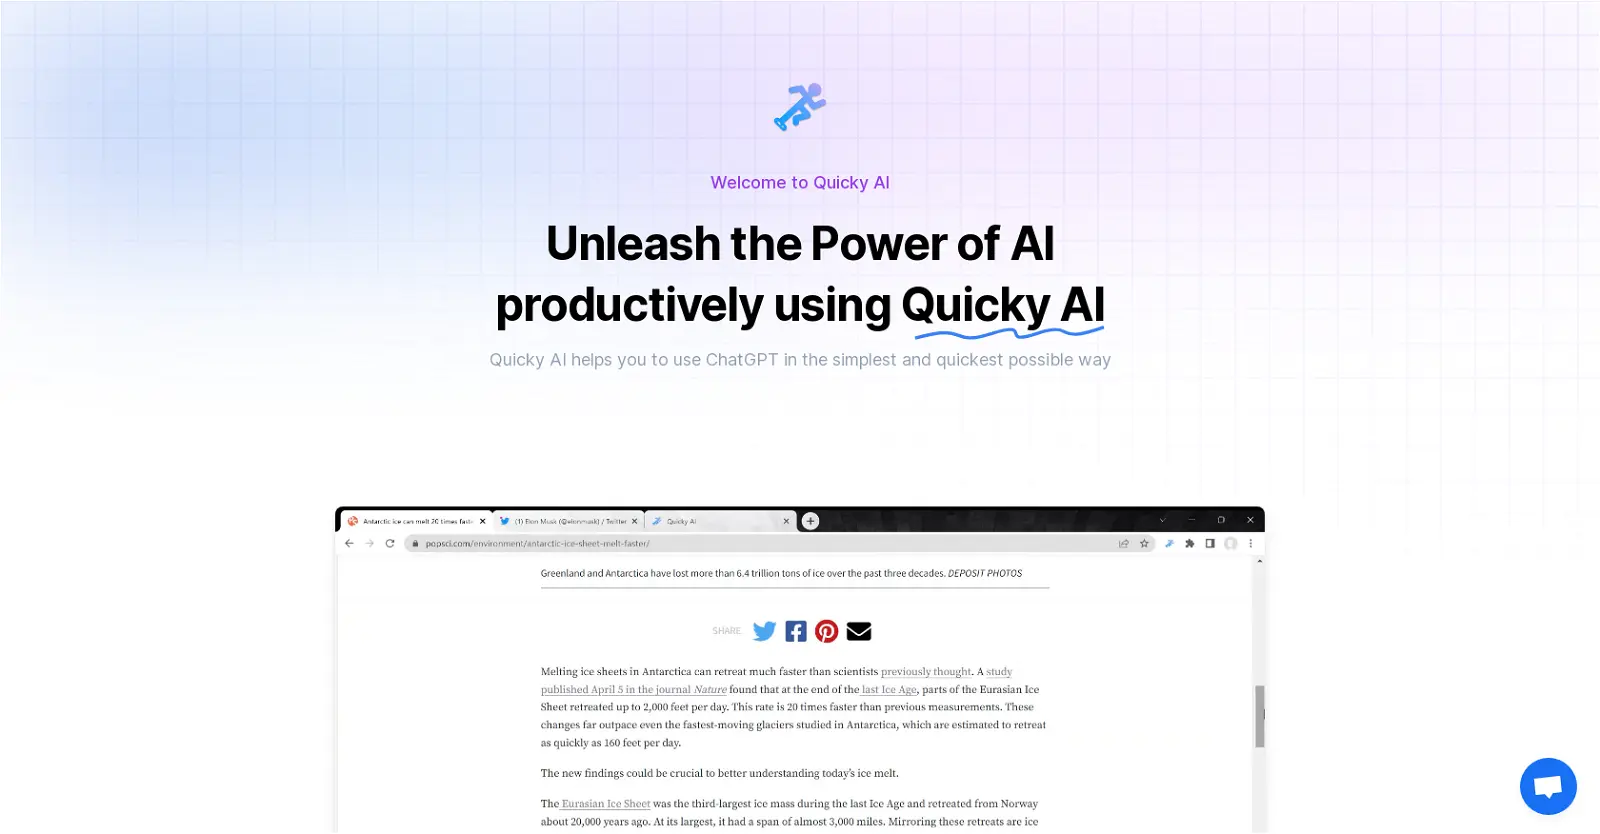 Welcome to Quicky AI
Unleash the Power of AI
productively using Quicky AI
Quicky AI helps you to use ChatGPT in the simplest and quickest possible way
Antarctic ice can melt 20 times fast
(1) Elon Musk (@elonmusk) / Twitter
Quicky AI
popsci.com/environment/antarctic-ice-sheet-melt-faster/
Greenland and Antarctica have lost more than 6.4 trillion tons of ice over the past three decades. DEPOSIT PHOTOS
SHARE
Melting ice sheets in Antarctica can retreat much faster than scientists previously thought. A study
published April 5 in the journal Nature found that at the end of the last Ice Age, parts of the Eurasian Ice
Sheet retreated up to 2,000 feet per day. This rate is 20 times faster than previous measurements. These
changes far outpace even the fastest-moving glaciers studied in Antarctica, which are estimated to retreat
as quickly as 160 feet per day.
The new findings could be crucial to better understanding today's ice melt.
The Eurasian Ice Sheet was the third-largest ice mass during the last Ice Age and retreated from Norway
about 20,000 years ago. At its largest, it had a span of almost 3,000 miles. Mirroring these retreats are ice